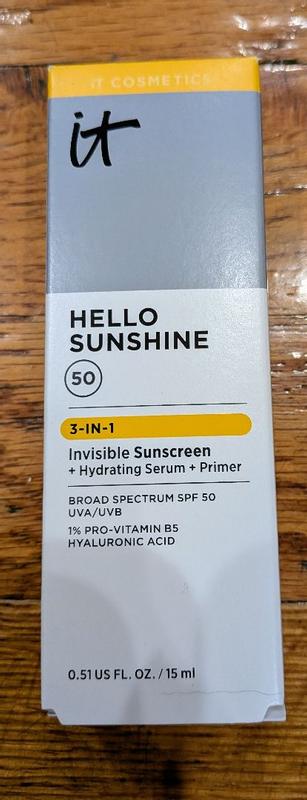 iT COSMETICS
it
HELLO
SUNSHINE
50
3-IN-1
Invisible Sunscreen
+ Hydrating Serum + Primer
BROAD SPECTRUM SPF 50
UVA/UVB
1% PRO-VITAMIN B5
HYALURONIC ACID
0.51 US FL. OZ. / 15 ml